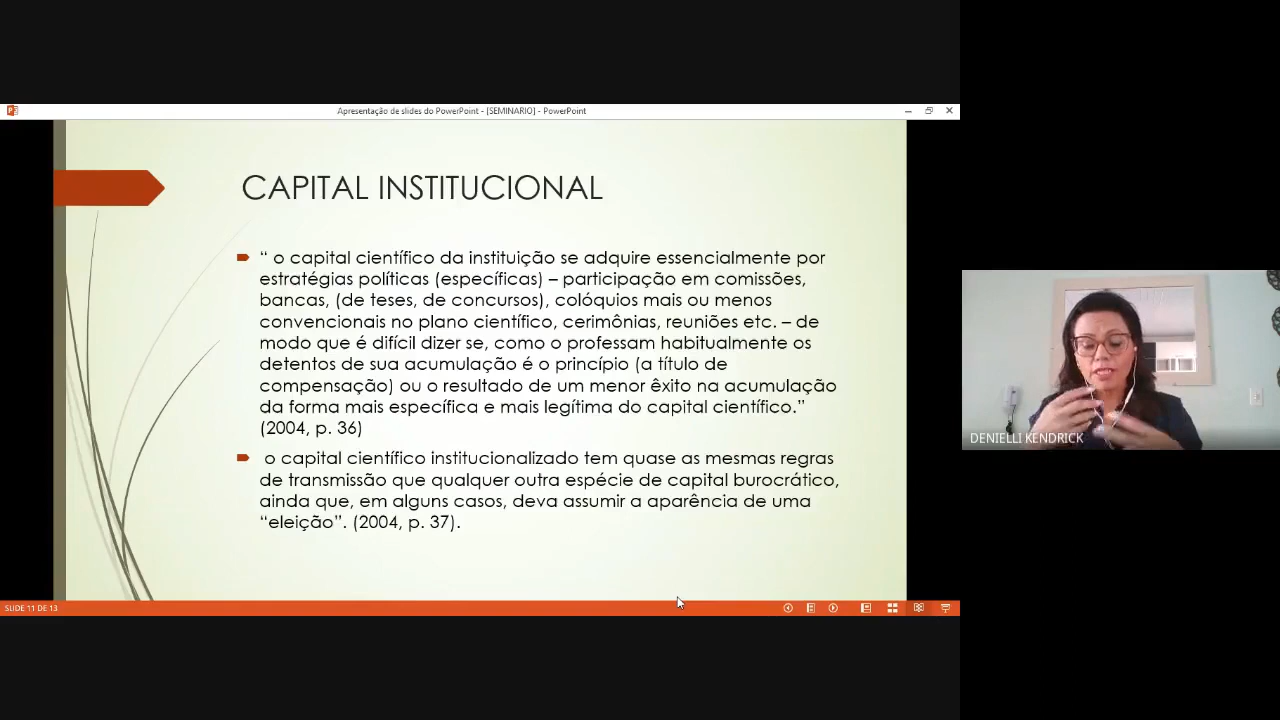 Apresentação de slides do PowerPoint - [SEMINARIO] - PowerPoint
CAPITAL INSTITUCIONAL
“ o capital científico da instituição se adquire essencialmente por
estratégias políticas (específicas) – participação em comissões,
bancas, (de teses, de concursos), colóquios mais ou menos
convencionais no plano científico, cerimônias, reuniões etc. – de
modo que é difícil dizer se, como o professam habitualmente os
detentos de sua acumulação é o princípio (a título de
compensação) ou o resultado de um menor êxito na acumulação
da forma mais específica e mais legítima do capital científico.”
(2004, p. 36)
o capital científico institucionalizado tem quase as mesmas regras
de transmissão que qualquer outra espécie de capital burocrático,
ainda que, em alguns casos, deva assumir a aparência de uma
“eleição”. (2004, p. 37).
SLIDE 11 DE 13
DENIELLI KENDRICK